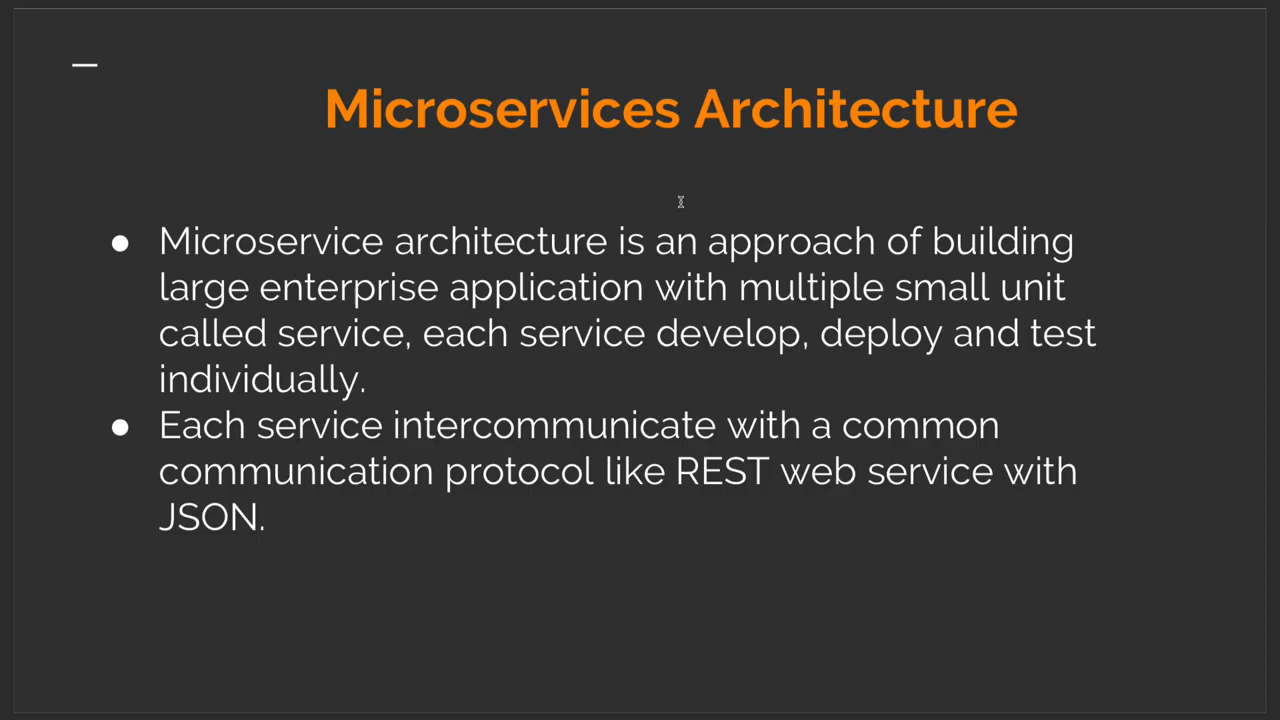 Microservices Architecture
● Microservice architecture is an approach of building
large enterprise application with multiple small unit
called service, each service develop, deploy and test
individually.
● Each service intercommunicate with a common
communication protocol like REST web service with
JSON.